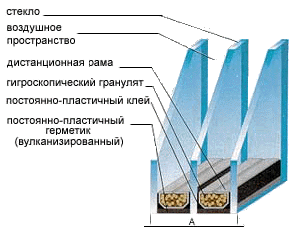 стекло
воздушное
пространство
дистанционная рама
гигроскопический гранулят
постоянно-пластичный клей
постоянно-пластичный
герметик
(вулканизированный)
А